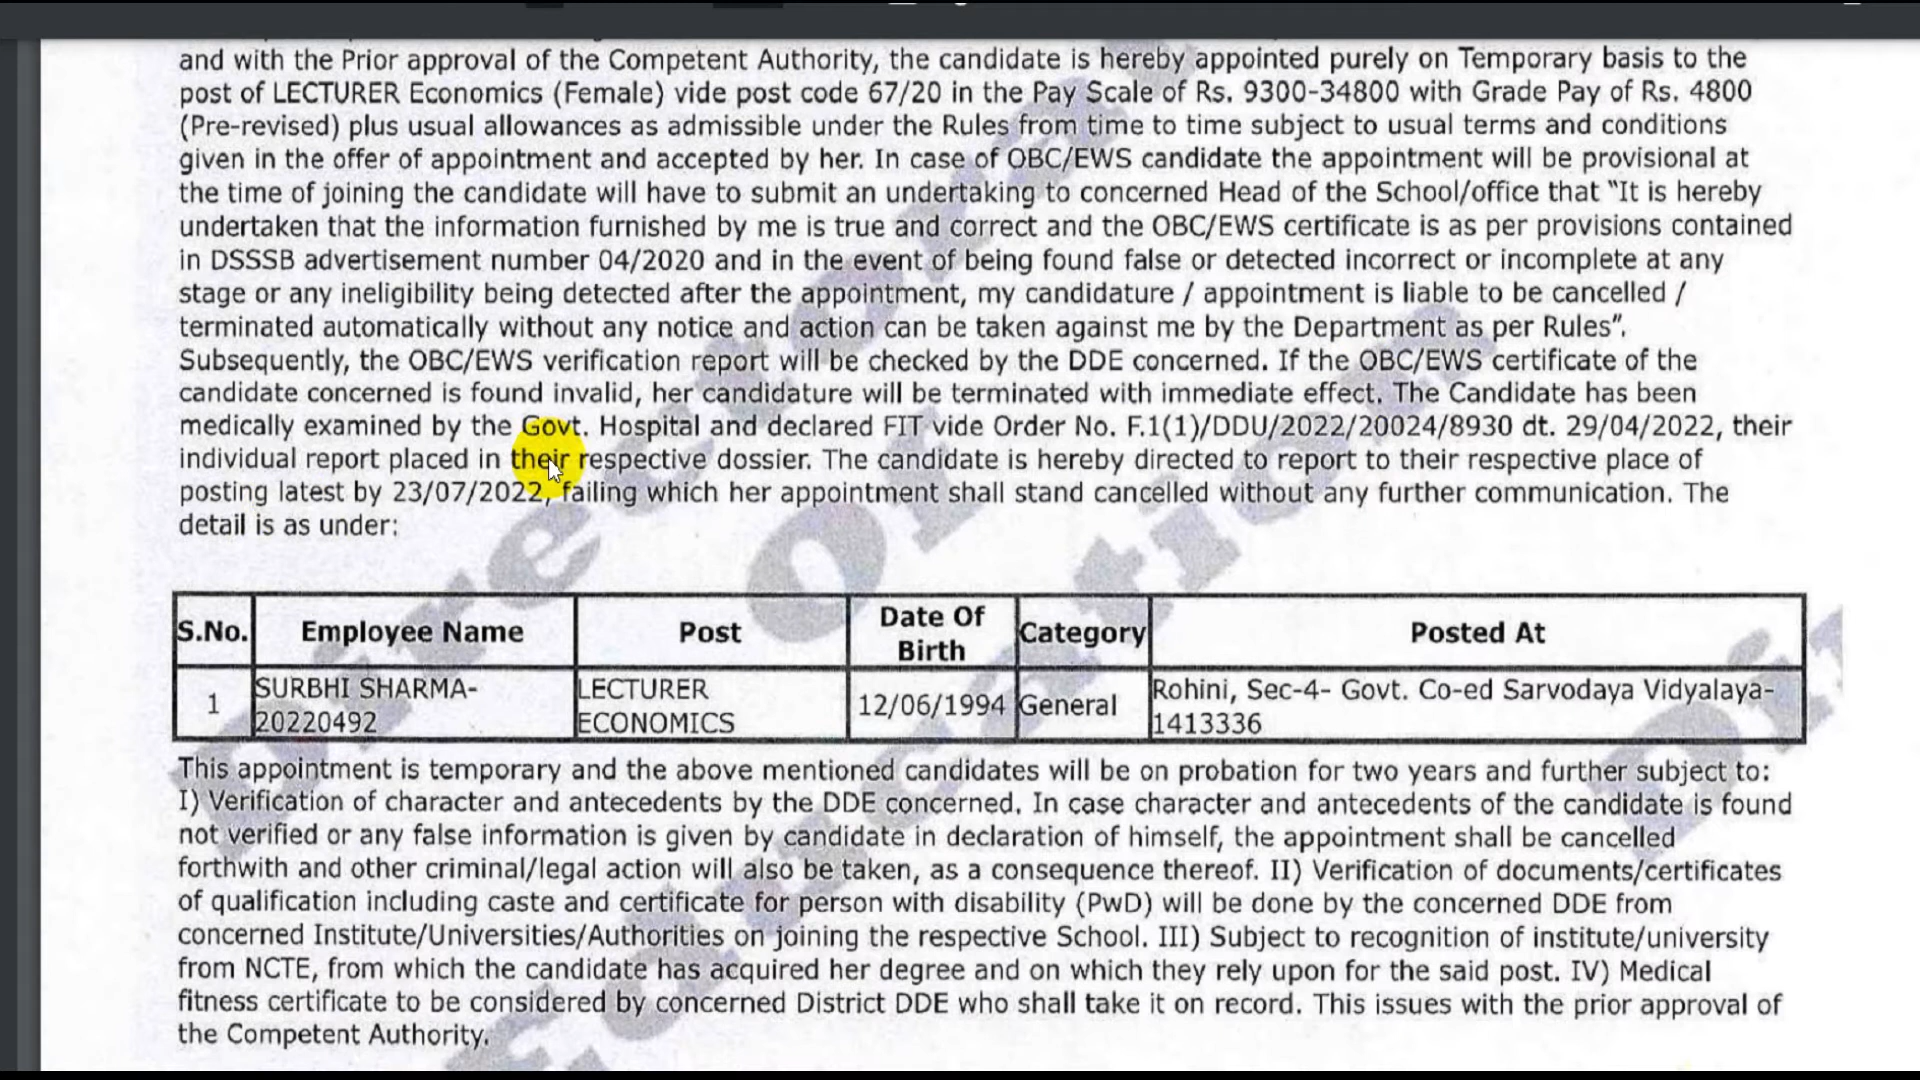 and with the Prior approval of the Competent Authority, the candidate is hereby appointed purely on Temporary basis to the
post of LECTURER Economics (Female) vide post code 67/20 in the Pay Scale of Rs. 9300-34800 with Grade Pay of Rs. 4800
(Pre-revised) plus usual allowances as admissible under the Rules from time to time subject to usual terms and conditions
given in the offer of appointment and accepted by her. In case of OBC/EWS candidate the appointment will be provisional at
the time of joining the candidate will have to submit an undertaking to concerned Head of the School/office that “It is hereby
undertaken that the information furnished by me is true and correct and the OBC/EWS certificate is as per provisions contained
in DSSSB advertisement number 04/2020 and in the event of being found false or detected incorrect or incomplete at any
stage or any ineligibility being detected after the appointment, my candidature / appointment is liable to be cancelled /
terminated automatically without any notice and action can be taken against me by the Department as per Rules”.
Subsequently, the OBC/EWS verification report will be checked by the DDE concerned. If the OBC/EWS certificate of the
candidate concerned is found invalid, her candidature will be terminated with immediate effect. The Candidate has been
medically examined by the Govt. Hospital and declared FIT vide Order No. F.1(1)/DDU/2022/20024/8930 dt. 29/04/2022, their
individual report placed in their respective dossier. The candidate is hereby directed to report to their respective place of
posting latest by 23/07/2022, failing which her appointment shall stand cancelled without any further communication. The
detail is as under:
S.No. Employee Name Post Date Of Birth Category Posted At
1 SURBHI SHARMA- LECTURER 12/06/1994 General Rohini, Sec-4- Govt. Co-ed Sarvodaya Vidyalaya-
20220492 ECONOMICS 1413336
This appointment is temporary and the above mentioned candidates will be on probation for two years and further subject to:
I) Verification of character and antecedents by the DDE concerned. In case character and antecedents of the candidate is found
not verified or any false information is given by candidate in declaration of himself, the appointment shall be cancelled
forthwith and other criminal/legal action will also be taken, as a consequence thereof. II) Verification of documents/certificates
of qualification including caste and certificate for person with disability (PwD) will be done by the concerned DDE from
concerned Institute/Universities/Authorities on joining the respective School. III) Subject to recognition of institute/university
from NCTE, from which the candidate has acquired her degree and on which they rely upon for the said post. IV) Medical
fitness certificate to be considered by concerned District DDE who shall take it on record. This issues with the prior approval of
the Competent Authority.